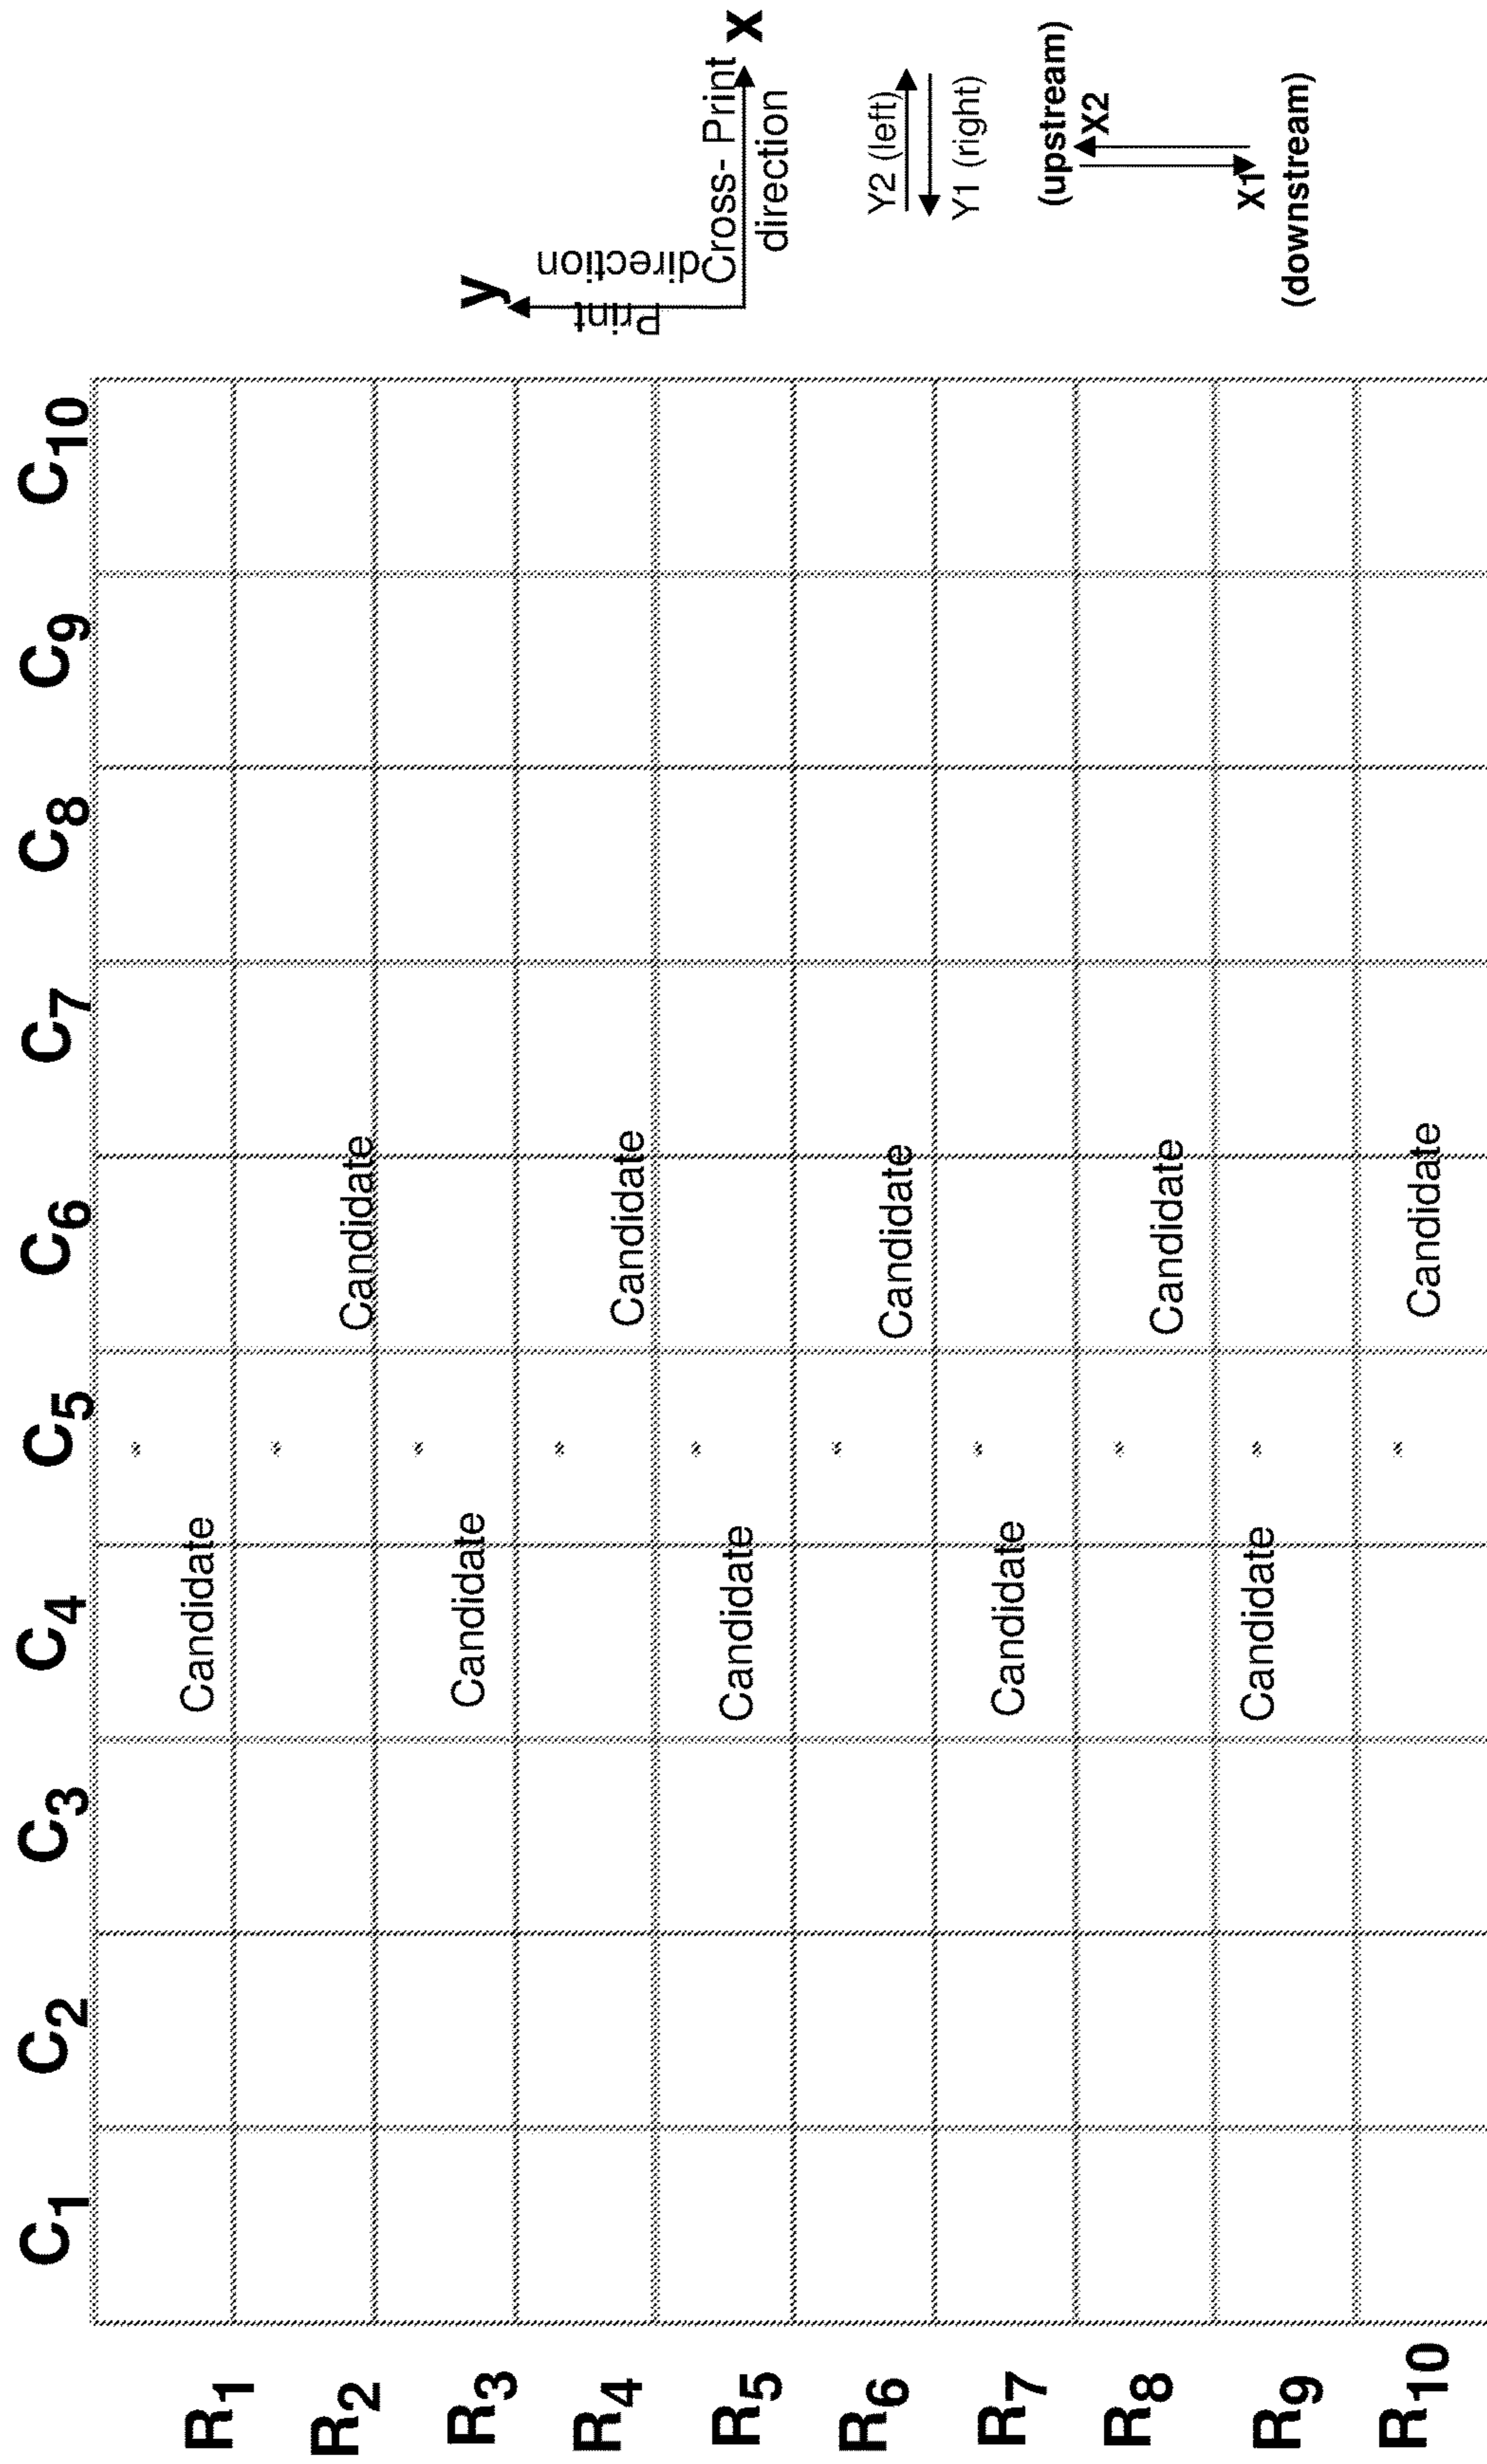 C1 C2 C3 C4 C5 C6 C7 C8 C9 C10
R1 Candidate
R2 Candidate
R3 Candidate
R4 Candidate
R5 Candidate
R6 Candidate
R7 Candidate
R8 Candidate
R9 Candidate
R10 Candidate
y
Print
direction
Cross- Print
direction
x
Y2 (left)
Y1 (right)
(upstream)
X2
X1
(downstream)